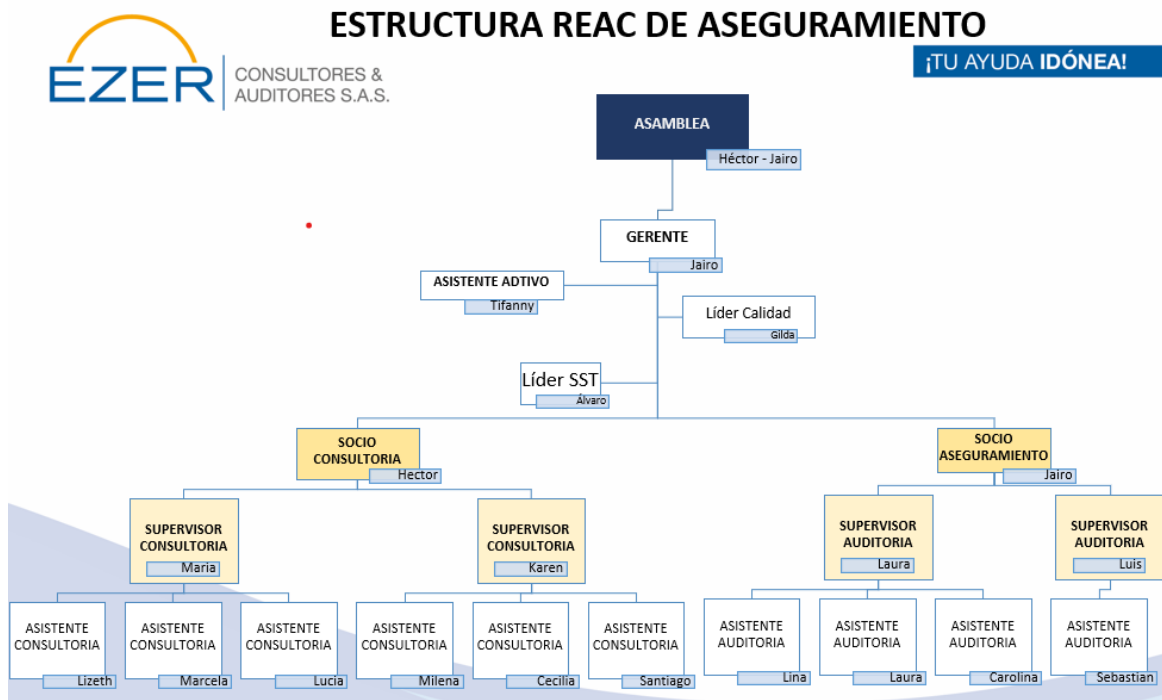 ESTRUCTURA REAC DE ASEGURAMIENTO
EZER
CONSULTORES &
AUDITORES S.A.S.
¡TU AYUDA IDÓNEA!
ASAMBLEA
Héctor - Jairo
GERENTE
Jairo
ASISTENTE ADTIVO
Tifanny
Líder Calidad
Gilda
Líder SST
Álvaro
SOCIO
CONSULTORIA
Hector
SOCIO
ASEGURAMIENTO
Jairo
SUPERVISOR
CONSULTORIA
Maria
SUPERVISOR
CONSULTORIA
Karen
SUPERVISOR
AUDITORIA
Laura
SUPERVISOR
AUDITORIA
Luis
ASISTENTE
CONSULTORIA
Lizeth
ASISTENTE
CONSULTORIA
Marcela
ASISTENTE
CONSULTORIA
Lucia
ASISTENTE
CONSULTORIA
Milena
ASISTENTE
CONSULTORIA
Cecilia
ASISTENTE
CONSULTORIA
Santiago
ASISTENTE
AUDITORIA
Lina
ASISTENTE
AUDITORIA
Laura
ASISTENTE
AUDITORIA
Carolina
ASISTENTE
AUDITORIA
Sebastian